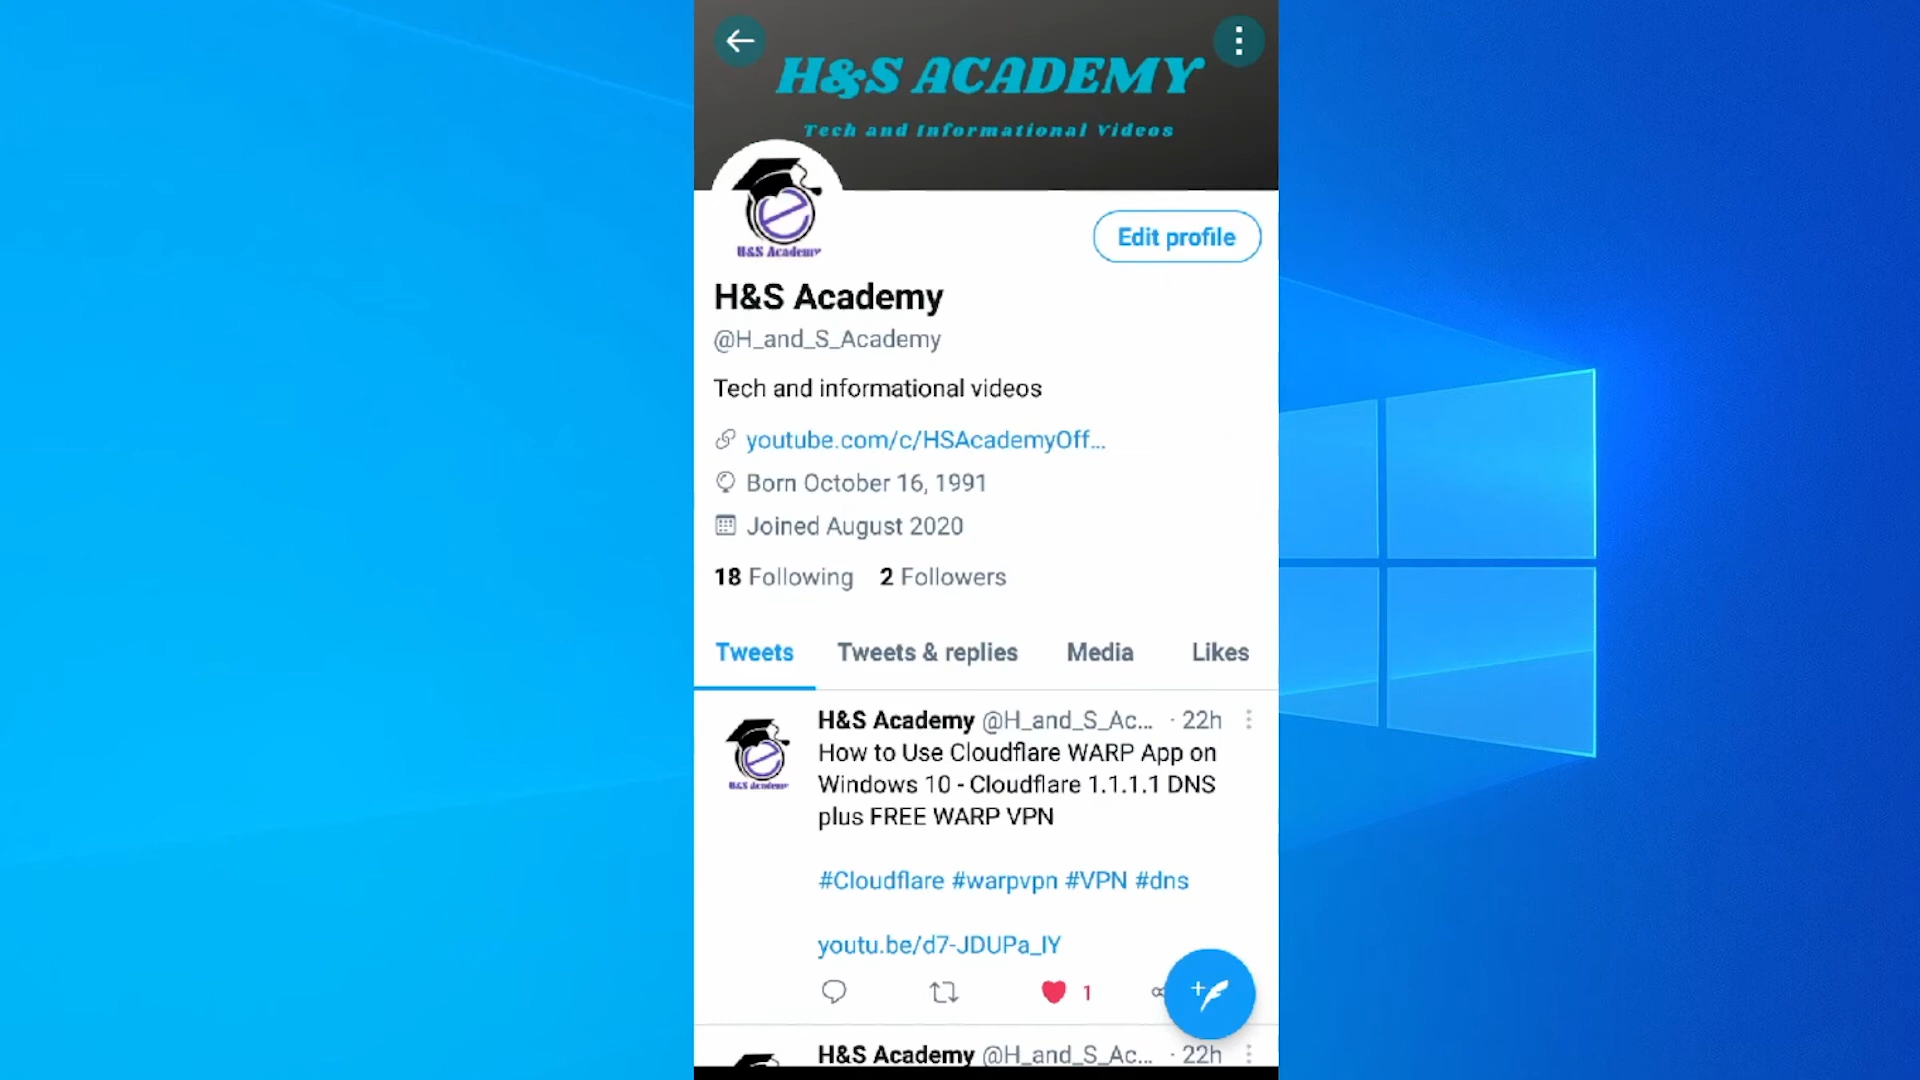 H&S ACADEMY
Tech and Informational Videos
H&S Academy
Edit profile
H&S Academy
@H_and_S_Academy
Tech and informational videos
youtube.com/c/HSAcademyOff...
Born October 16, 1991
Joined August 2020
18 Following 2 Followers
Tweets Tweets & replies Media Likes
H&S Academy @H_and_S_Ac... · 22h
How to Use Cloudflare WARP App on
Windows 10 - Cloudflare 1.1.1.1 DNS
plus FREE WARP VPN
#Cloudflare #warpvpn #VPN #dns
youtu.be/d7-JDUPa_IY
1
H&S Academy
H&S Academy @H_and_S_Ac... · 22h